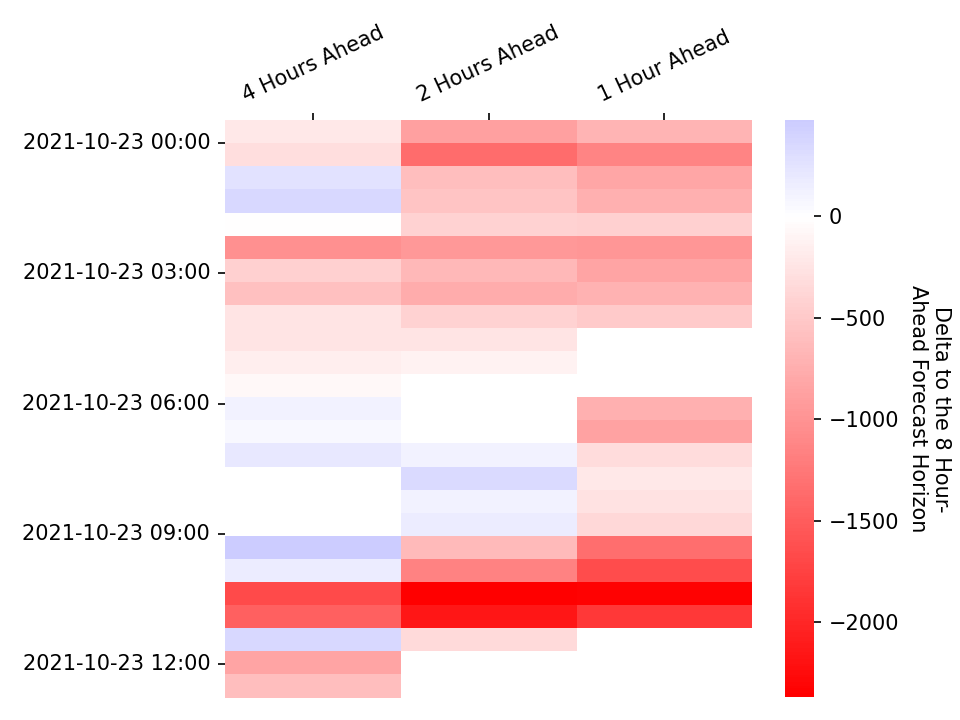 4 Hours Ahead
2 Hours Ahead
1 Hour Ahead
2021-10-23 00:00
2021-10-23 03:00
2021-10-23 06:00
2021-10-23 09:00
2021-10-23 12:00
0
−500
−1000
−1500
−2000
Delta to the 8 Hour-
Ahead Forecast Horizon